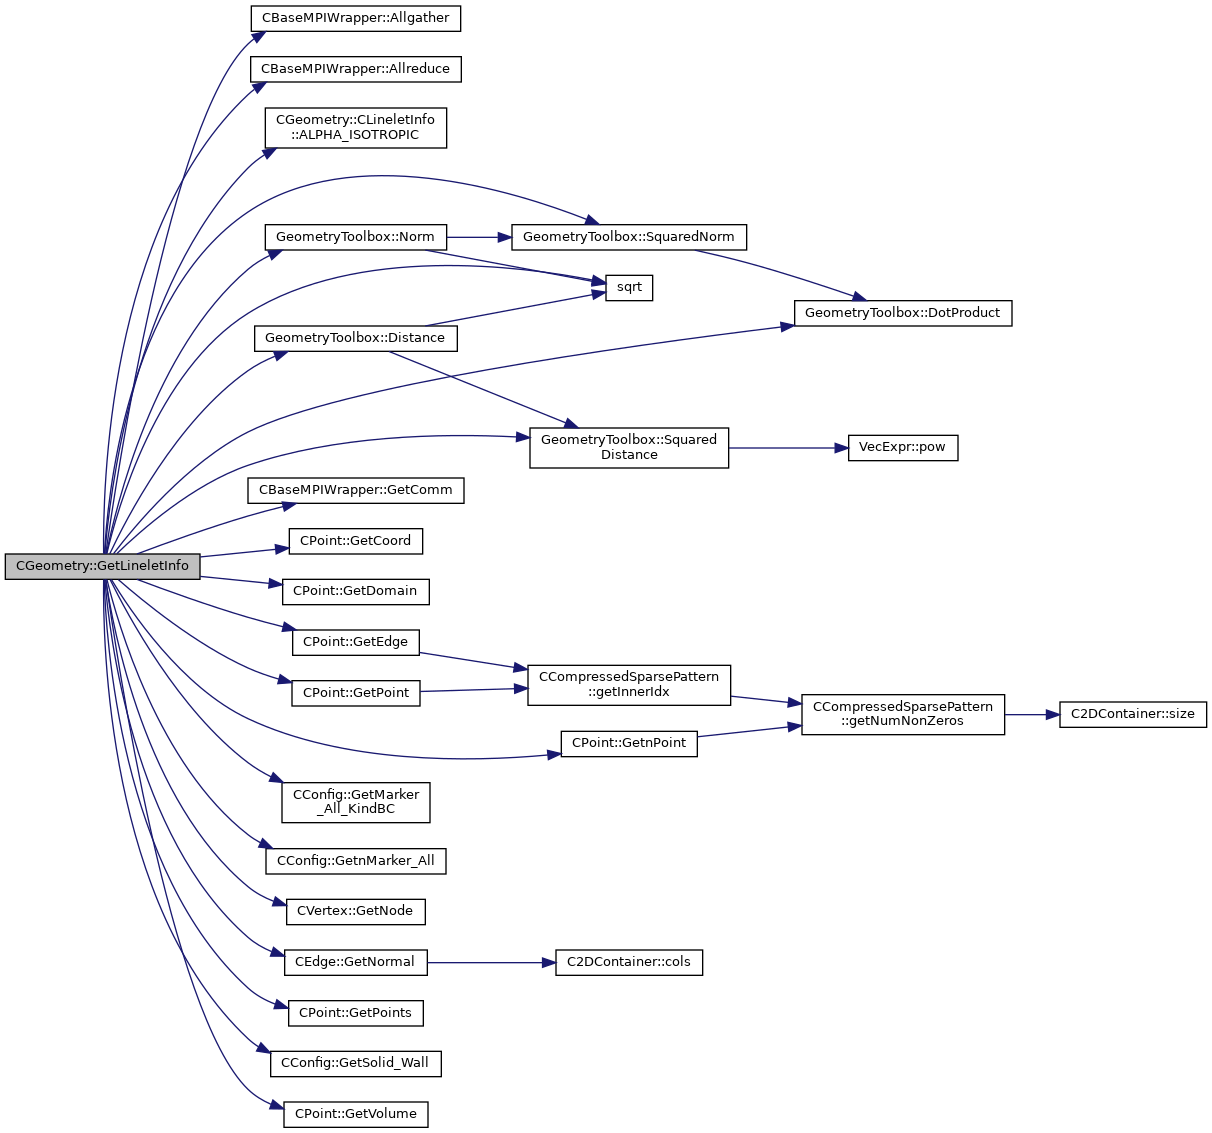 CBaseMPIWrapper::Allgather
CBaseMPIWrapper::Allreduce
CGeometry::CLineletInfo
::ALPHA_ISOTROPIC
GeometryToolbox::Norm
GeometryToolbox::SquaredNorm
sqrt
GeometryToolbox::DotProduct
GeometryToolbox::Distance
GeometryToolbox::Squared
Distance
VecExpr::pow
CBaseMPIWrapper::GetComm
CPoint::GetCoord
CGeometry::GetLineletInfo
CPoint::GetDomain
CPoint::GetEdge
CPoint::GetPoint
CCompressedSparsePattern
::getInnerIdx
CCompressedSparsePattern
::getNumNonZeros
C2DContainer::size
CPoint::GetnPoint
CConfig::GetMarker
_All_KindBC
CConfig::GetnMarker_All
CVertex::GetNode
CEdge::GetNormal
C2DContainer::cols
CPoint::GetPoints
CConfig::GetSolid_Wall
CPoint::GetVolume